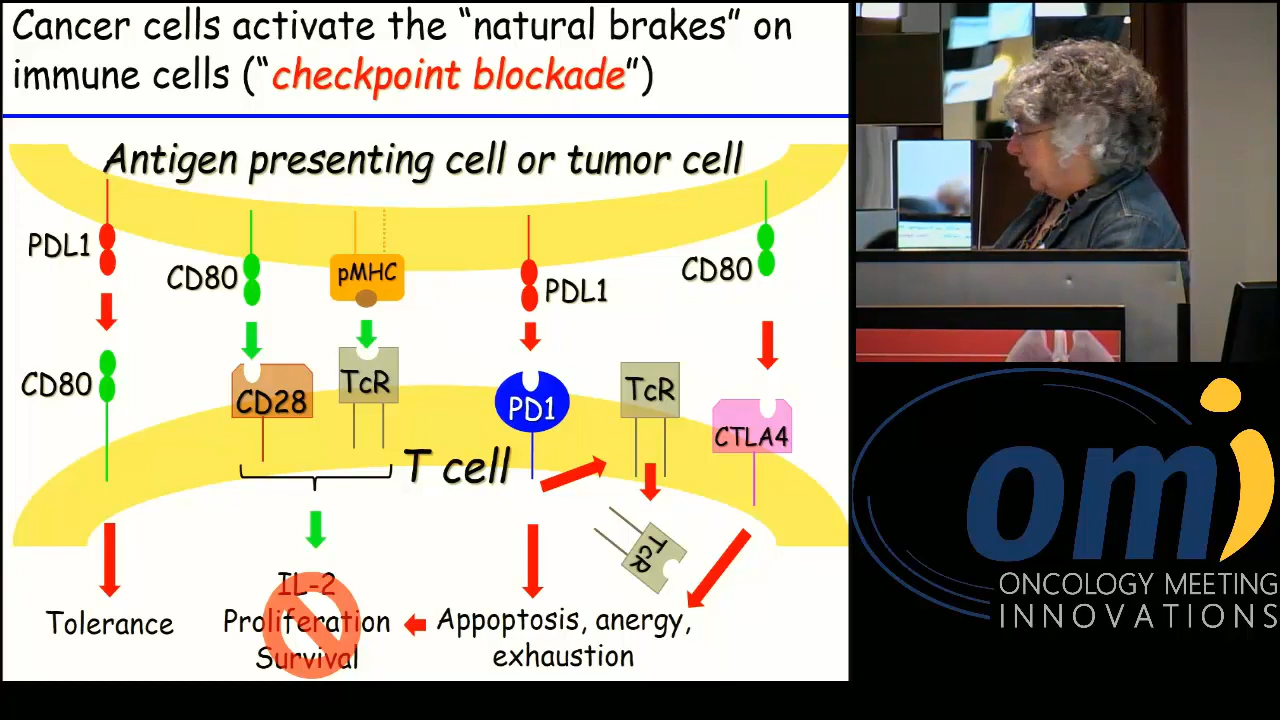 Cancer cells activate the “natural brakes” on
immune cells (“checkpoint blockade”)
Antigen presenting cell or tumor cell
PDL1
CD80
pMHC
PDL1
CD80
CD80
CD28
TcR
PD1
TcR
CTLA4
T cell
TcR
IL-2
Proliferation
Survival
Tolerance
Appoptosis, anergy,
exhaustion
omi
ONCOLOGY MEETING
INNOVATIONS